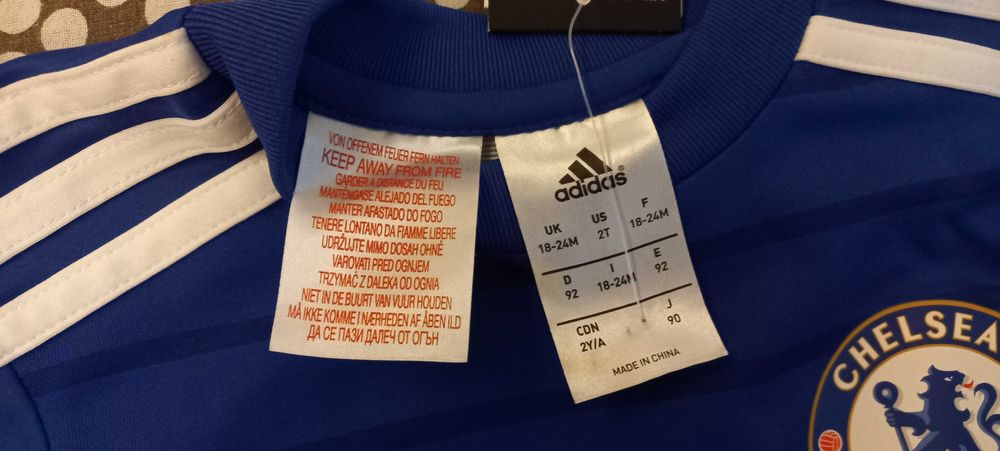 VON OFFENEM FEUER FERN HALTEN
KEEP AWAY FROM FIRE
GARDER A DISTANCE DU FEU
MANTÉNGASE ALEJADO DEL FUEGO
MANTER AFASTADO DO FOGO
TENERE LONTANO DA FIAMME LIBERE
UDRŽUJTE MIMO DOSAH OHNĚ
VAROVATI PRED OGNJEM
TRZYMAĆ Z DALEKA OD OGNIA
NIET IN DE BUURT VAN VUUR HOUDEN
MÅ IKKE KOMME I NÆRHEDEN AF ÅBEN ILD
ДА СЕ ПАЗИ ДАЛЕЧ ОТ ОГЪН
adidas®
UK US F
18-24M 2T 18-24M
D I E
92 18-24M 92
CDN J
2Y/A 90
MADE IN CHINA
CHELSEA